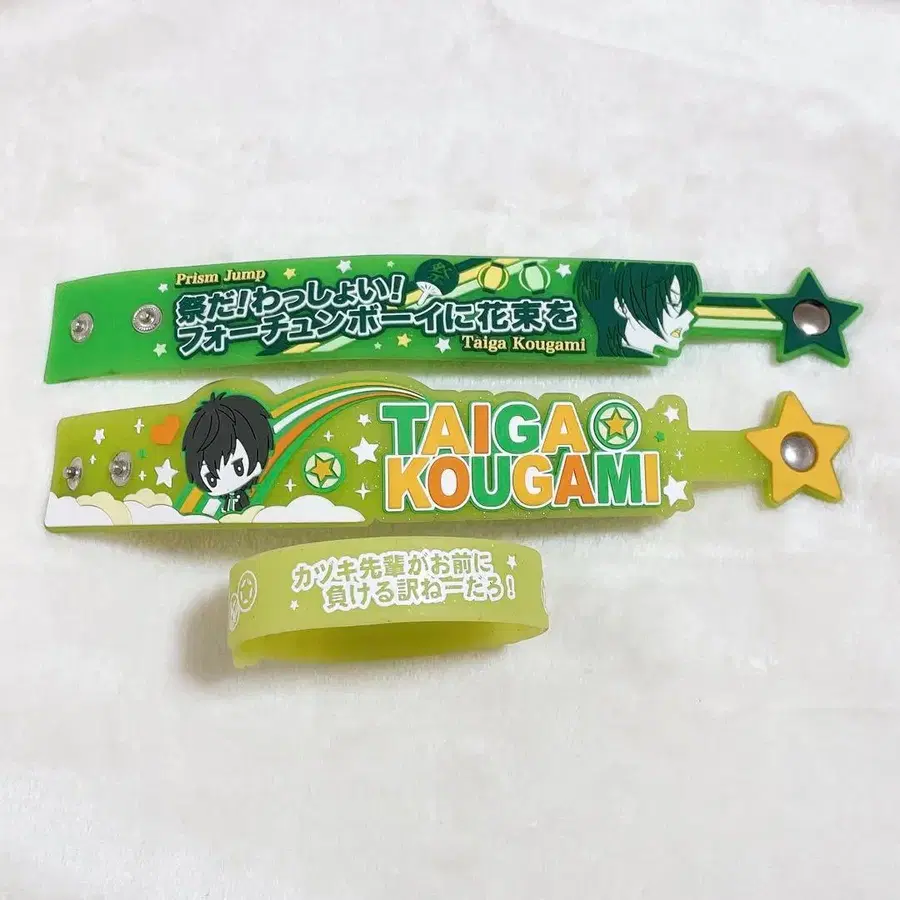 Prism Jump
祭だ!わっしょい!
フォーチュンボーイに花束を
Taiga Kougami
TAIGA
KOUGAMI
カヅキ先輩がお前に
負ける訳ねーだろ!